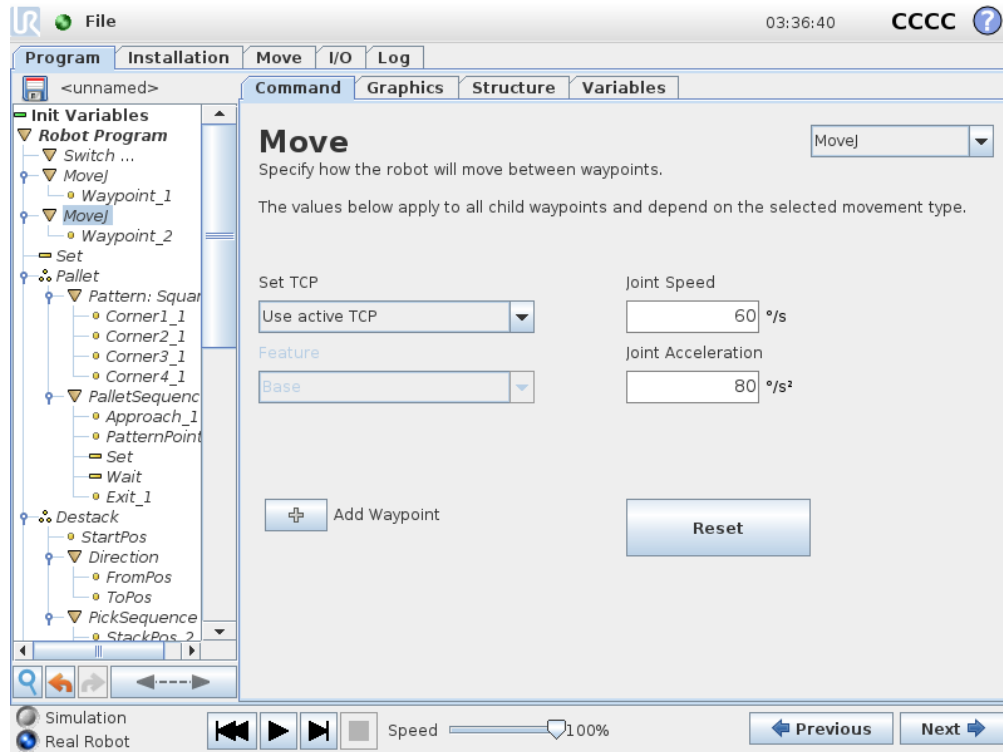 UR File 03:36:40 CCCC ?
Program Installation Move I/O Log
<unnamed> Command Graphics Structure Variables
Init Variables
Robot Program
Switch ...
MoveJ
Waypoint_1
MoveJ
Waypoint_2
Set
Pallet
Pattern: Squar
Corner1_1
Corner2_1
Corner3_1
Corner4_1
PalletSequenc
Approach_1
PatternPoint
Set
Wait
Exit_1
Destack
StartPos
Direction
FromPos
ToPos
PickSequence
StackPos_2
Move
MoveJ
Specify how the robot will move between waypoints.
The values below apply to all child waypoints and depend on the selected movement type.
Set TCP
Use active TCP
Feature
Base
Joint Speed
60 °/s
Joint Acceleration
80 °/s²
Add Waypoint
Reset
Simulation
Real Robot
Speed 100%
Previous Next